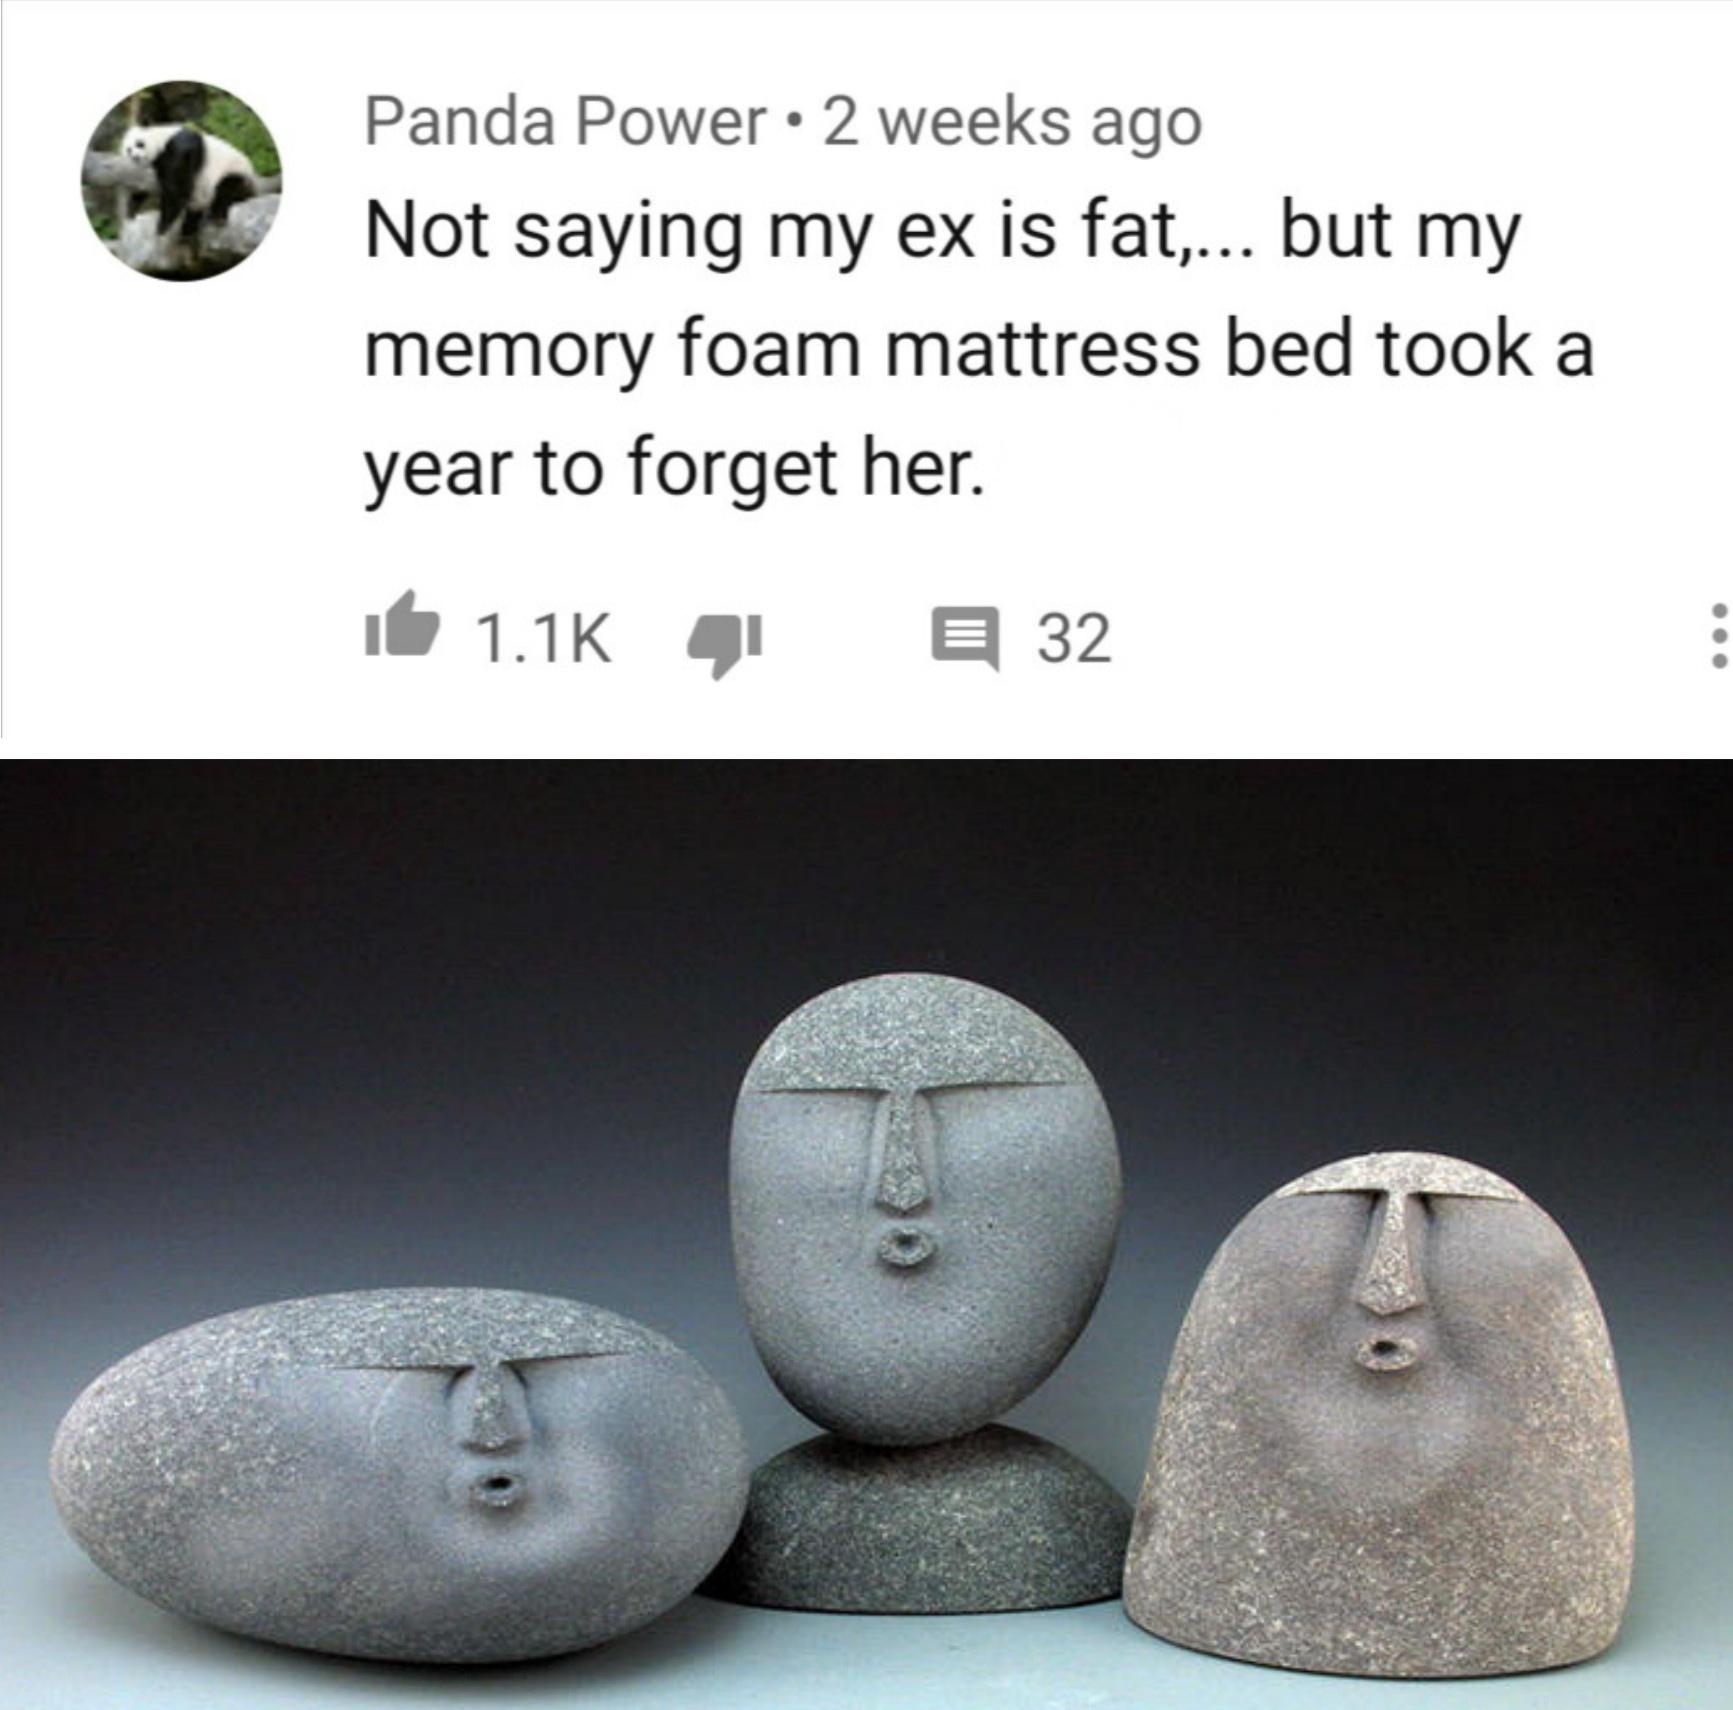 Panda Power • 2 weeks ago
Not saying my ex is fat,... but my
memory foam mattress bed took a
year to forget her.
1.1K 32